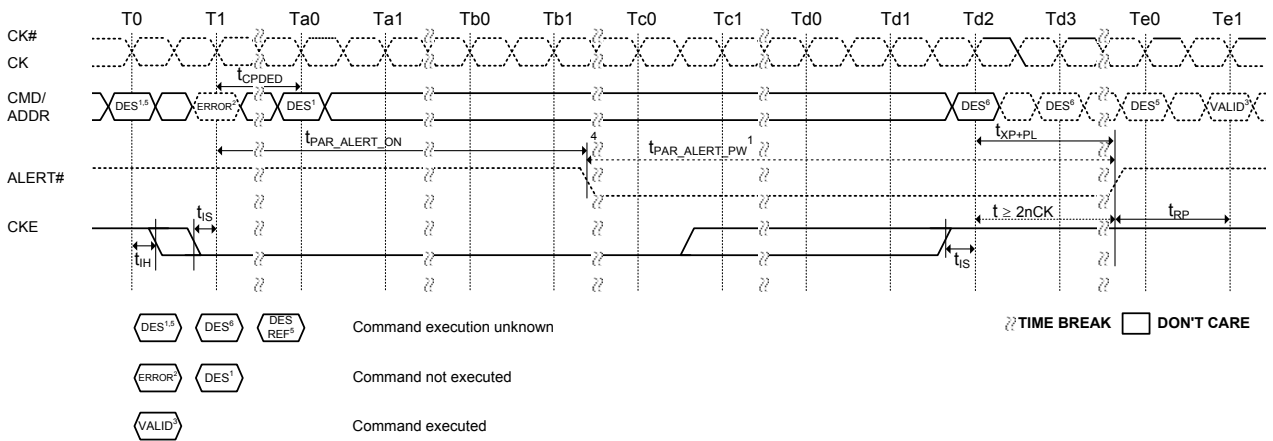 T0 T1 Ta0 Ta1 Tb0 Tb1 Tc0 Tc1 Td0 Td1 Td2 Td3 Te0 Te1
CK#
CK
tCPDED
CMD/
ADDR
DES1,5 ERROR2 DES1 DES6 DES6 DES5 VALID3
tPAR_ALERT_ON
4
tPAR_ALERT_PW1
tXP+PL
ALERT#
tIS
t ≥ 2nCK
tRP
CKE
tIH
tIS
DES1,5 DES6 DES REF5 Command execution unknown
TIME BREAK DON'T CARE
ERROR2 DES1 Command not executed
VALID3 Command executed